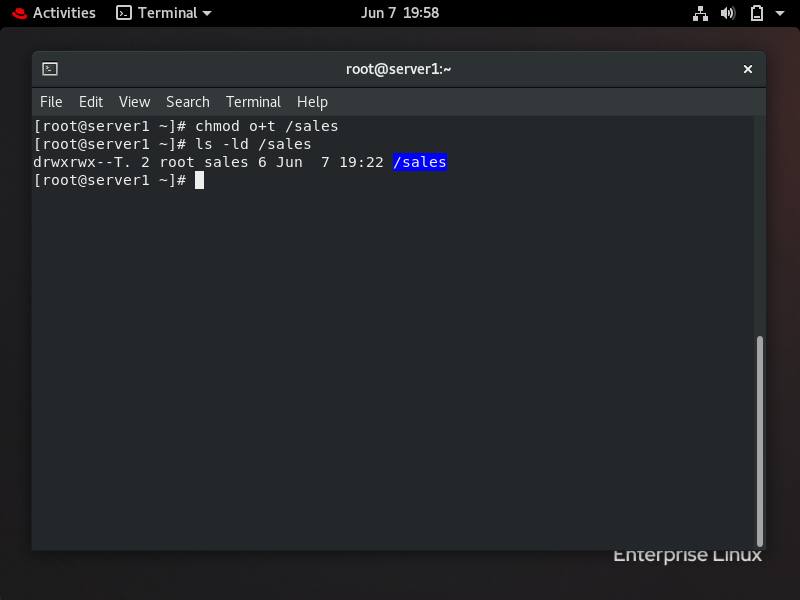 Activities Terminal Jun 7 19:58
root@server1:~
File Edit View Search Terminal Help
[root@server1 ~]# chmod o+t /sales
[root@server1 ~]# ls -ld /sales
drwxrwx--T. 2 root sales 6 Jun  7 19:22 /sales
[root@server1 ~]#
Enterprise Linux